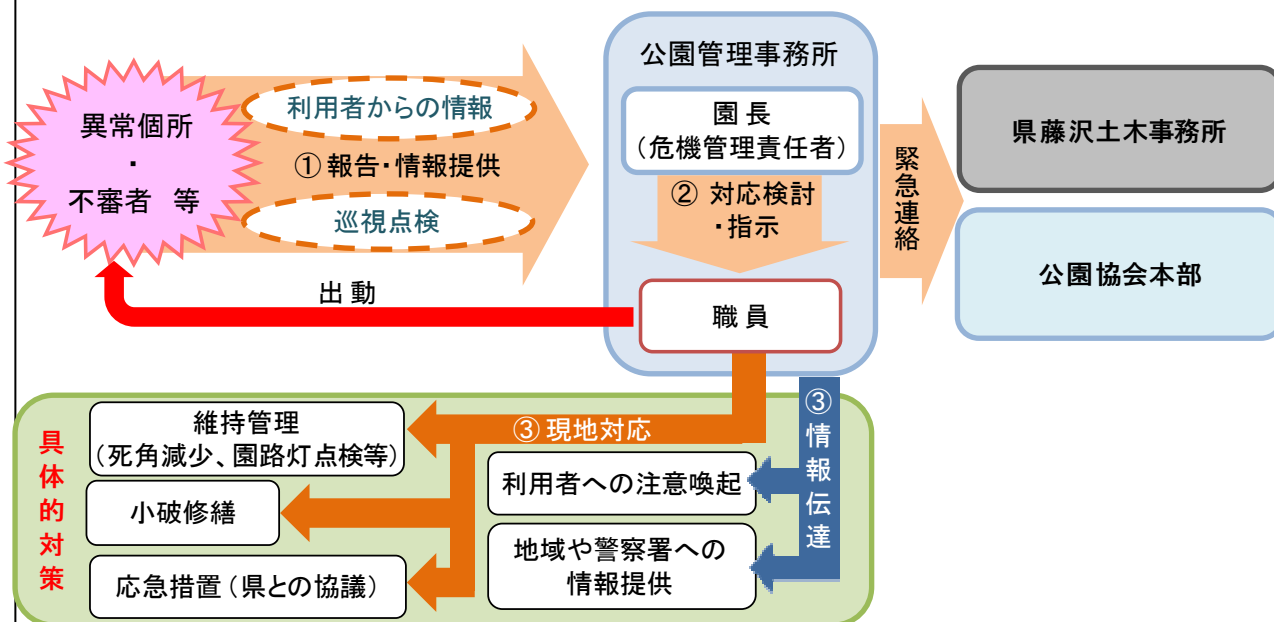 異常個所
・
不審者 等
利用者からの情報
① 報告・情報提供
巡視点検
出 動
公園管理事務所
園 長
（危機管理責任者）
② 対応検討
・指示
職 員
緊急連絡
県藤沢土木事務所
公園協会本部
具体的対策
③ 現地対応
維持管理
（死角減少、園路灯点検等）
小破修繕
応急措置（県との協議）
③情報伝達
利用者への注意喚起
地域や警察署への
情報提供